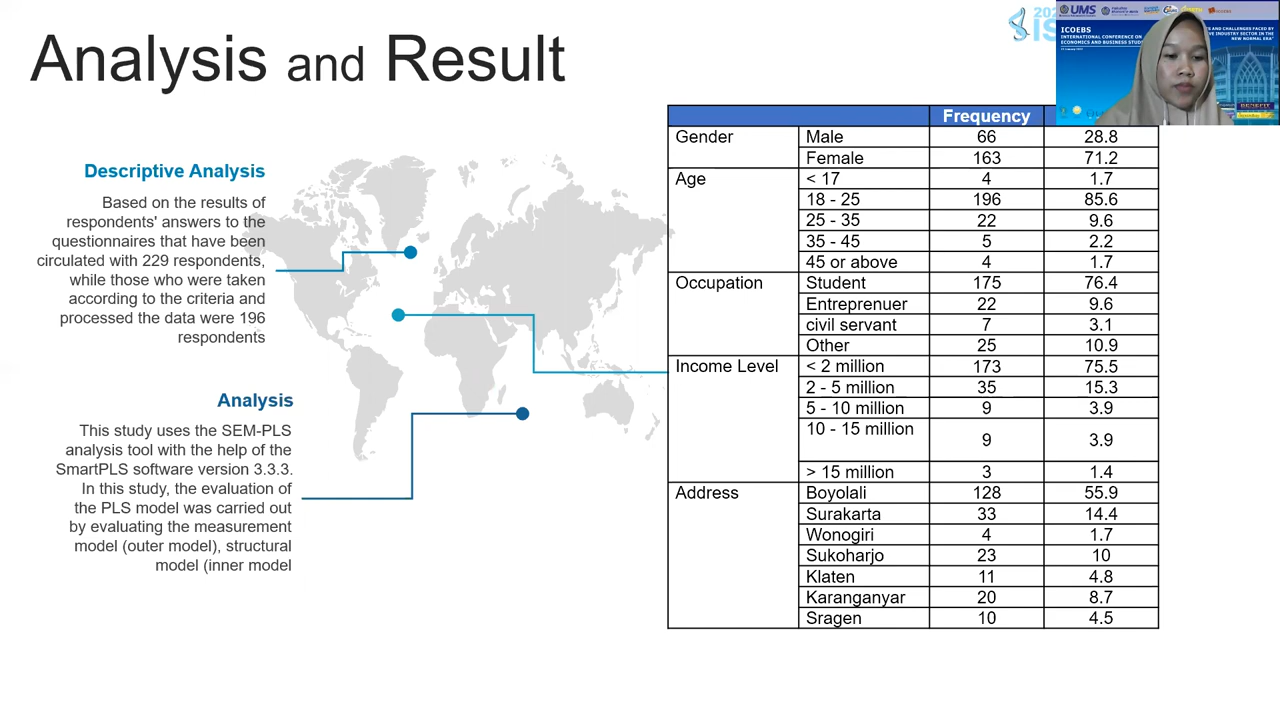 Analysis and Result
Descriptive Analysis
Based on the results of
respondents' answers to the
questionnaires that have been
circulated with 229 respondents,
while those who were taken
according to the criteria and
processed the data were 196
respondents
Analysis
This study uses the SEM-PLS
analysis tool with the help of the
SmartPLS software version 3.3.3.
In this study, the evaluation of
the PLS model was carried out
by evaluating the measurement
model (outer model), structural
model (inner model
Frequency
Gender Male 66 28.8
Female 163 71.2
Age < 17 4 1.7
18 - 25 196 85.6
25 - 35 22 9.6
35 - 45 5 2.2
45 or above 4 1.7
Occupation Student 175 76.4
Entreprenuer 22 9.6
civil servant 7 3.1
Other 25 10.9
Income Level < 2 million 173 75.5
2 - 5 million 35 15.3
5 - 10 million 9 3.9
10 - 15 million 9 3.9
> 15 million 3 1.4
Address Boyolali 128 55.9
Surakarta 33 14.4
Wonogiri 4 1.7
Sukoharjo 23 10
Klaten 11 4.8
Karanganyar 20 8.7
Sragen 10 4.5
UMS
ICOEBS
INTERNATIONAL CONFERENCE ON
ECONOMICS AND BUSINESS STUD
S AND CHALLENGES FACED BY
VE INDUSTRY SECTOR IN THE
NEW NORMAL ERA"
BENEFIT